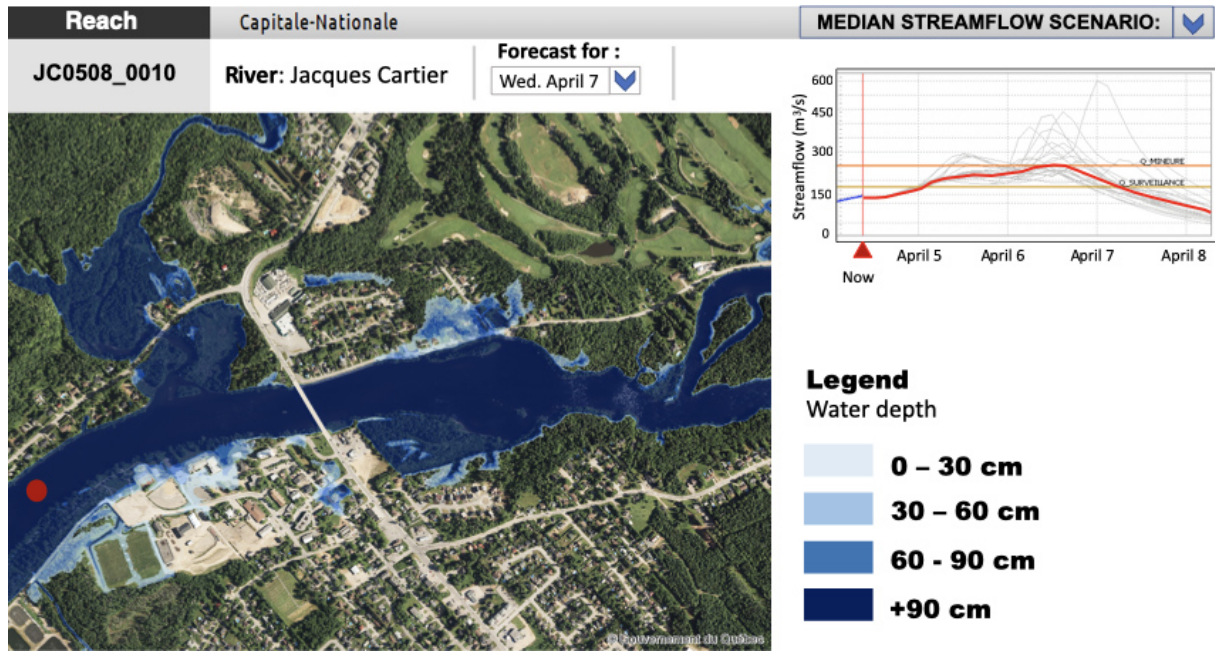 Reach
Capitale-Nationale
MEDIAN STREAMFLOW SCENARIO:
JC0508_0010
River: Jacques Cartier
Forecast for :
Wed. April 7
Streamflow (m³/s)
600
450
300
150
0
Q_MINEURE
Q_SURVEILLANCE
April 5
April 6
April 7
April 8
Now
Legend
Water depth
0 – 30 cm
30 – 60 cm
60 - 90 cm
+90 cm
© Gouvernement du Québec